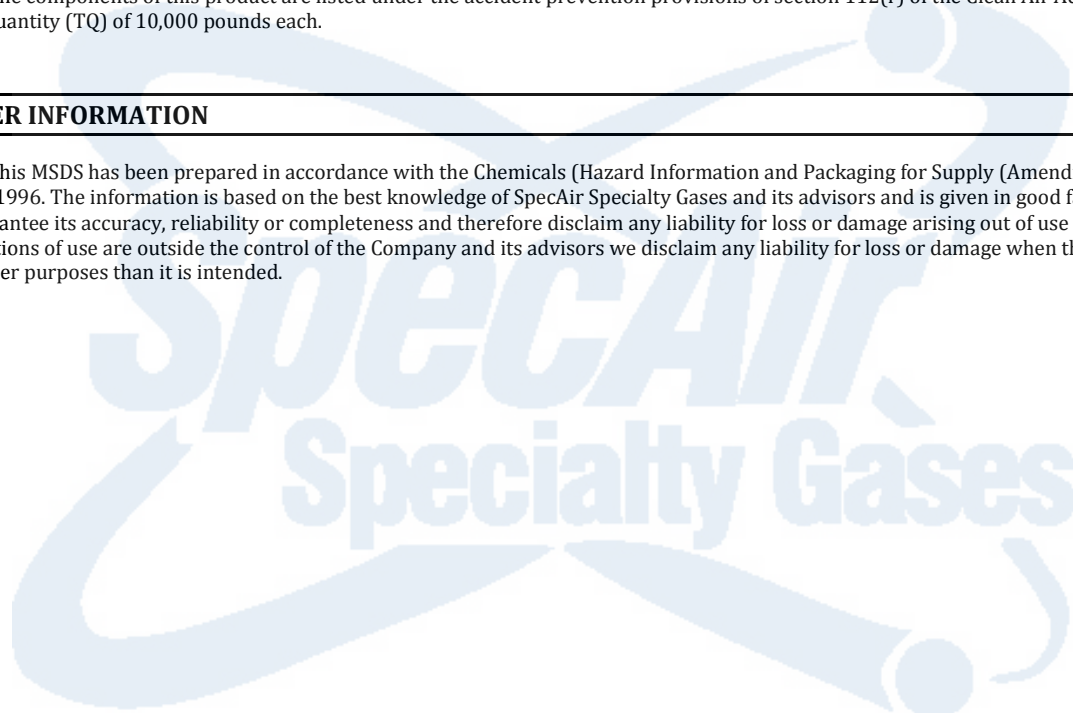 he components of this product are listed under the accident prevention provisions of section 112(r) of the Clean Air Ac
uantity (TQ) of 10,000 pounds each.
ER INFORMATION
his MSDS has been prepared in accordance with the Chemicals (Hazard Information and Packaging for Supply (Amend
1996. The information is based on the best knowledge of SpecAir Specialty Gases and its advisors and is given in good f
rantee its accuracy, reliability or completeness and therefore disclaim any liability for loss or damage arising out of use
tions of use are outside the control of the Company and its advisors we disclaim any liability for loss or damage when th
er purposes than it is intended.
SpecAir
Specialty Gases